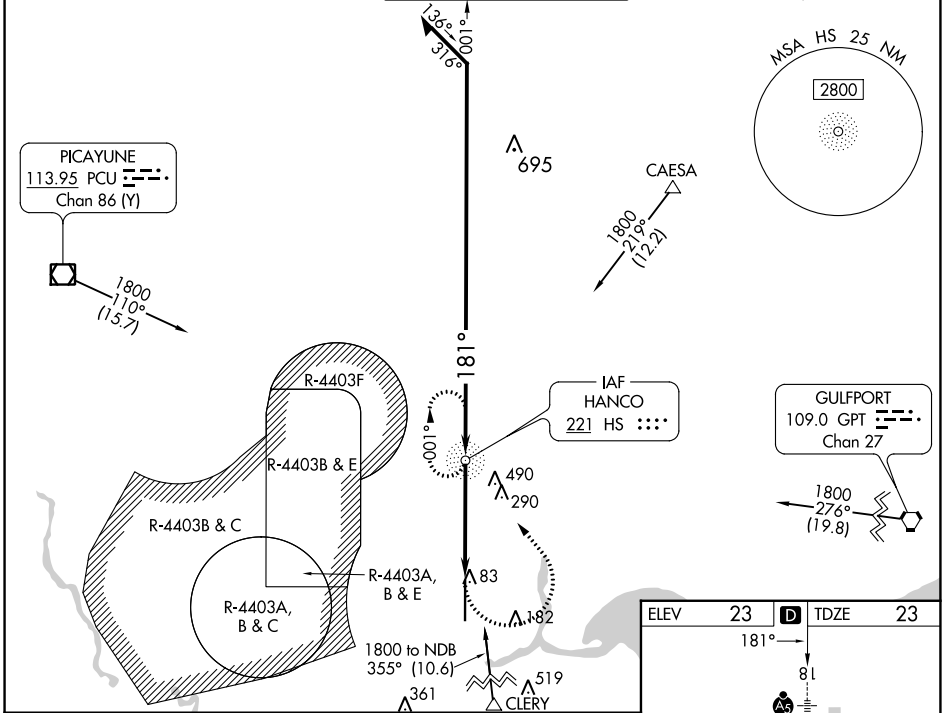 136°
316°
001°
MSA HS 25 NM
2800
695
PICAYUNE
113.95 PCU
Chan 86 (Y)
CAESA
1800
219°
(12.2)
1800
110°
(15.7)
181°
R-4403F
IAF
HANCO
221 HS
GULFPORT
109.0 GPT
Chan 27
001°
R-4403B & E
490
290
1800
276°
(19.8)
R-4403B & C
R-4403A,
B & E
83
R-4403A,
B & C
182
ELEV 23 D TDZE 23
181°
18
A5
1800 to NDB
355° (10.6)
519
361
CLERY